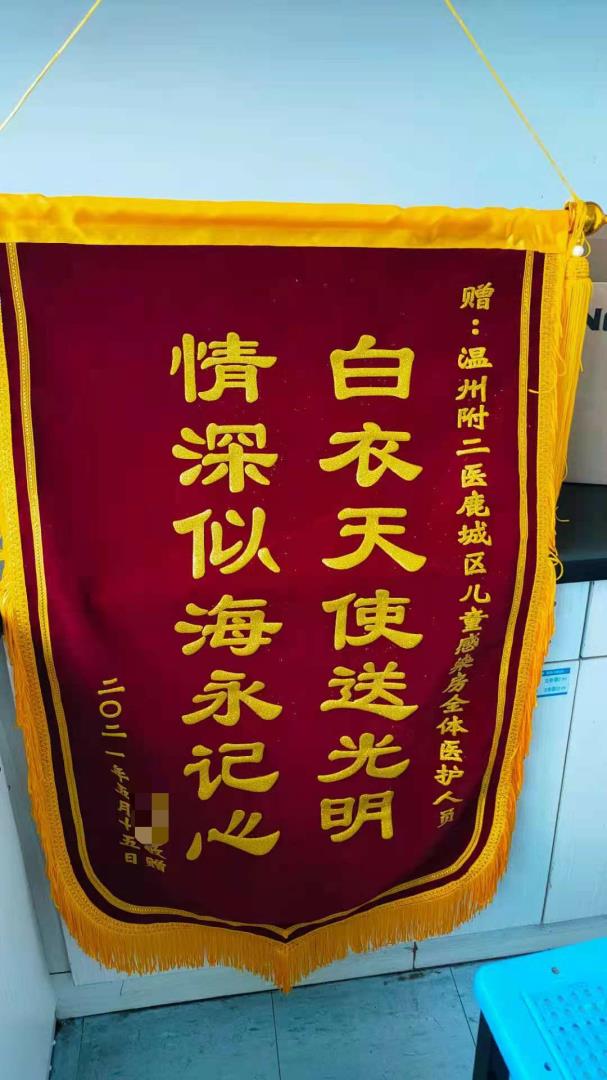 赠：温州附二医鹿城区儿童感染房全体医护人员
白衣天使送光明
情深似海永记心
敬赠
二〇二一年五月十五日